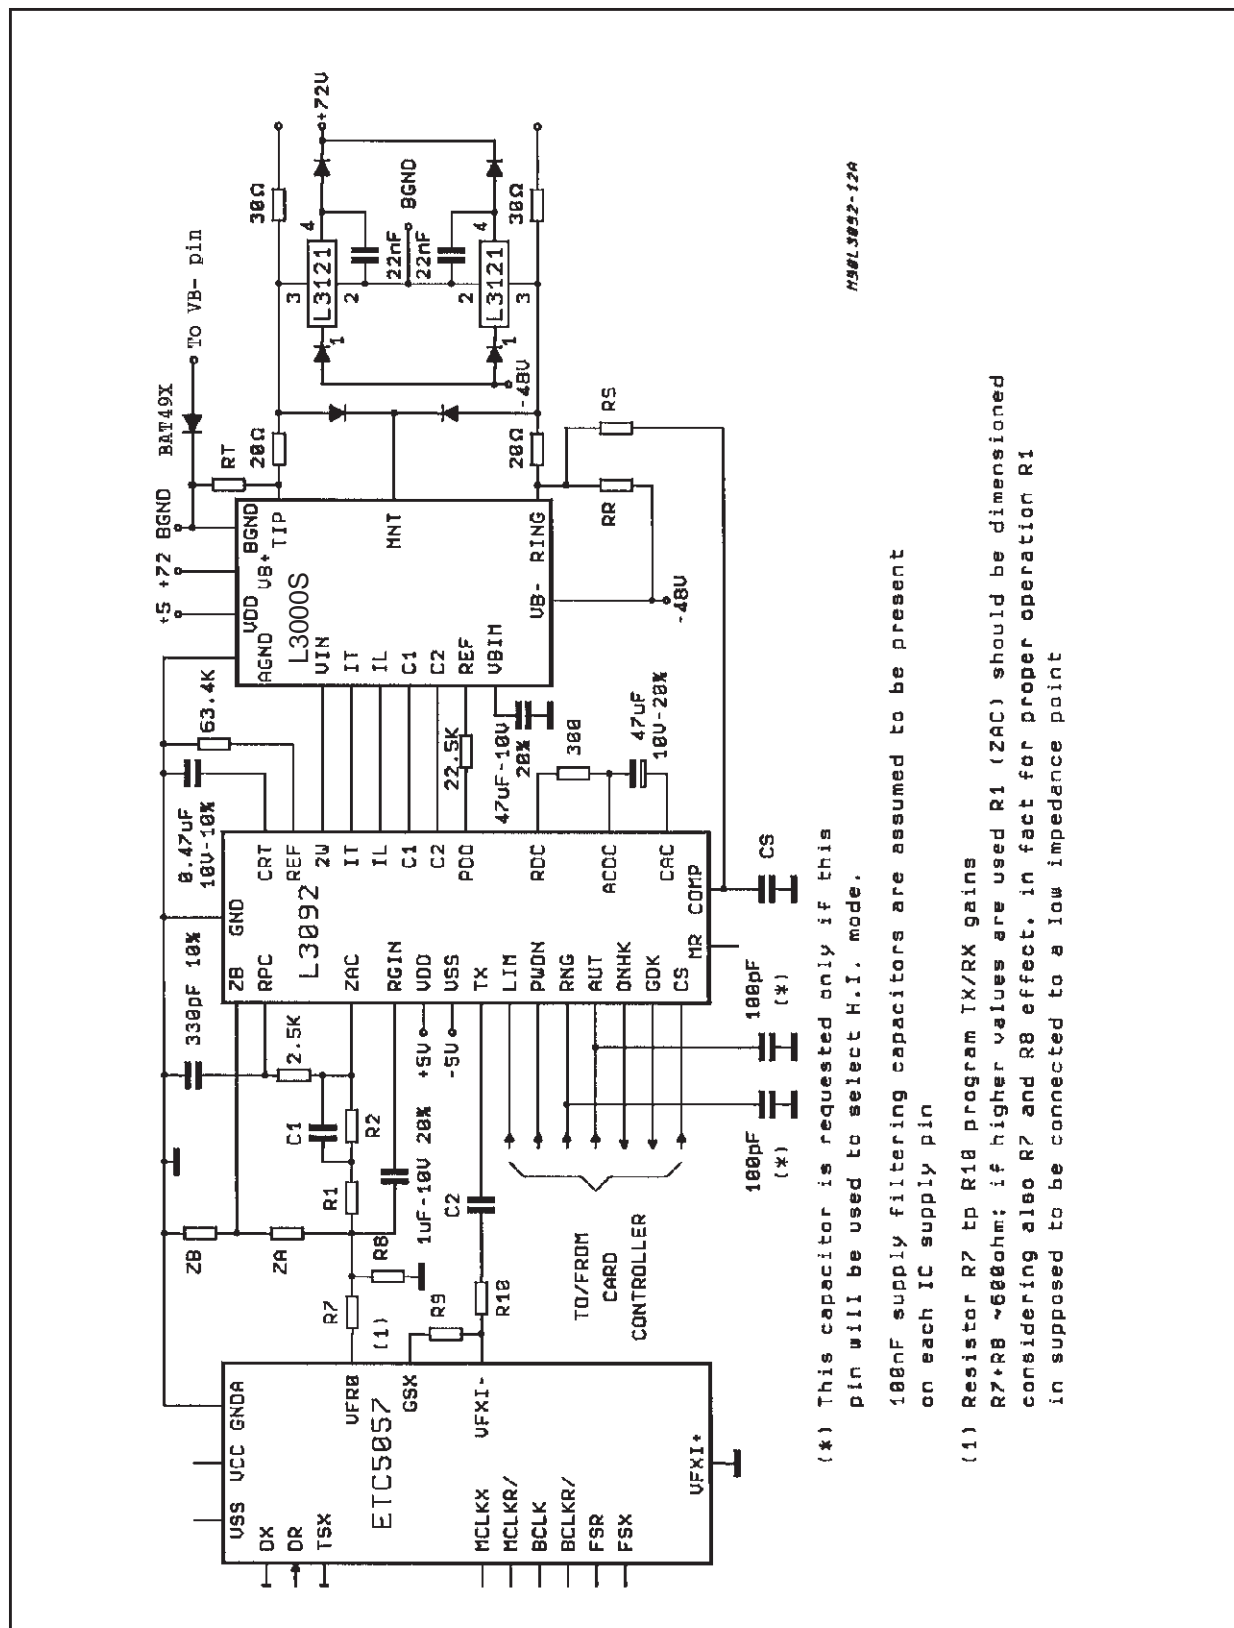 VSS VCC GNDA
DX
DR
TSX
ETC5057
VFR0
GSX
VFXI-
MCLKX
MCLKR/
BCLK
BCLKR/
FSR
FSX
VFXI+
ZB
ZA
R7
(1)
R8
R9
R10
C2
1uF-10V 20%
R1
C1
R2
2.5K
330pF 10%
+5V
-5V
TO/FROM
CARD
CONTROLLER
100pF
(*)
100pF
(*)
ZB GND
RPC
CRT
L3092
REF
ZAC
2W
IT
RGIN
IL
VDD
C1
VSS
C2
TX
PDO
LIM
PWDN
RDC
RNG
AUT
ACDC
ONHK
GDK
CAC
CS
MR COMP
CS
0.47uF
10V-10%
63.4K
22.5K
47uF-10V
20%
300
47uF
10V-20%
+5 +72 BGND
AGND VDD VB+ BGND
L3000S
TIP
VIN
IT
IL
MNT
C1
C2
REF
VBIM
VB- RING
-48V
BAT49X
To VB- pin
RT
20Ω
20Ω
RR
RS
-48V
30Ω
3
L3121
4
1
2
22nF
22nF
BGND
2
L3121
4
1
3
30Ω
+72V
M90L3092-12A
(*) This capacitor is requested only if this
pin will be used to select H.I. mode.
100nF supply filtering capacitors are assumed to be present
on each IC supply pin
(1) Resistor R7 tp R10 program TX/RX gains
R7+R8 ~600ohm; if higher values are used R1 (ZAC) should be dimensioned
considering also R7 and R8 effect, in fact for proper operation R1
in supposed to be connected to a low impedance point